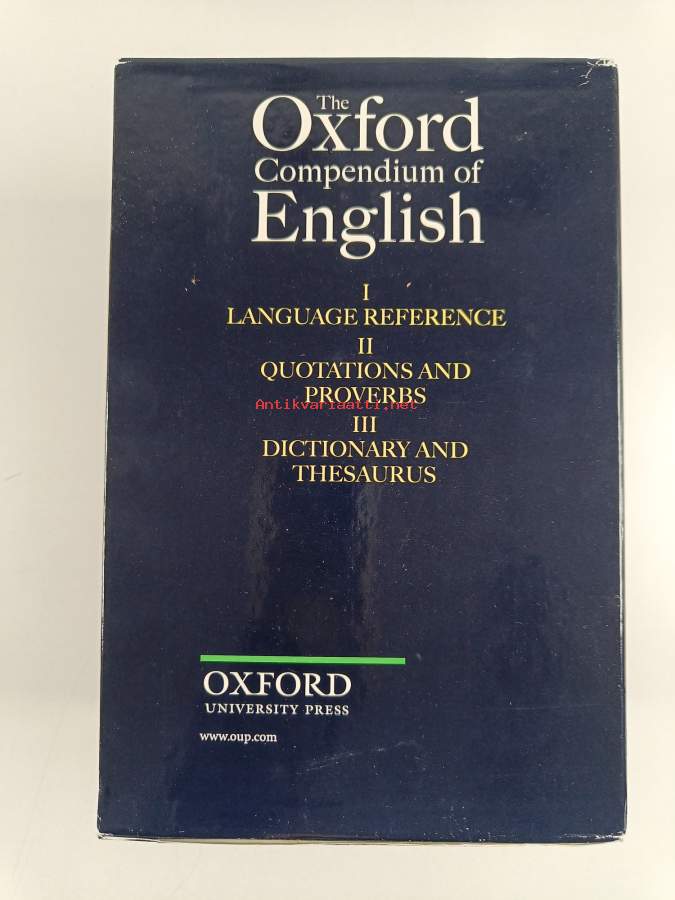 The
Oxford
Compendium of
English
I
LANGUAGE REFERENCE
II
QUOTATIONS AND
PROVERBS
Antikvariaatti.net
III
DICTIONARY AND
THESAURUS
OXFORD
UNIVERSITY PRESS
www.oup.com